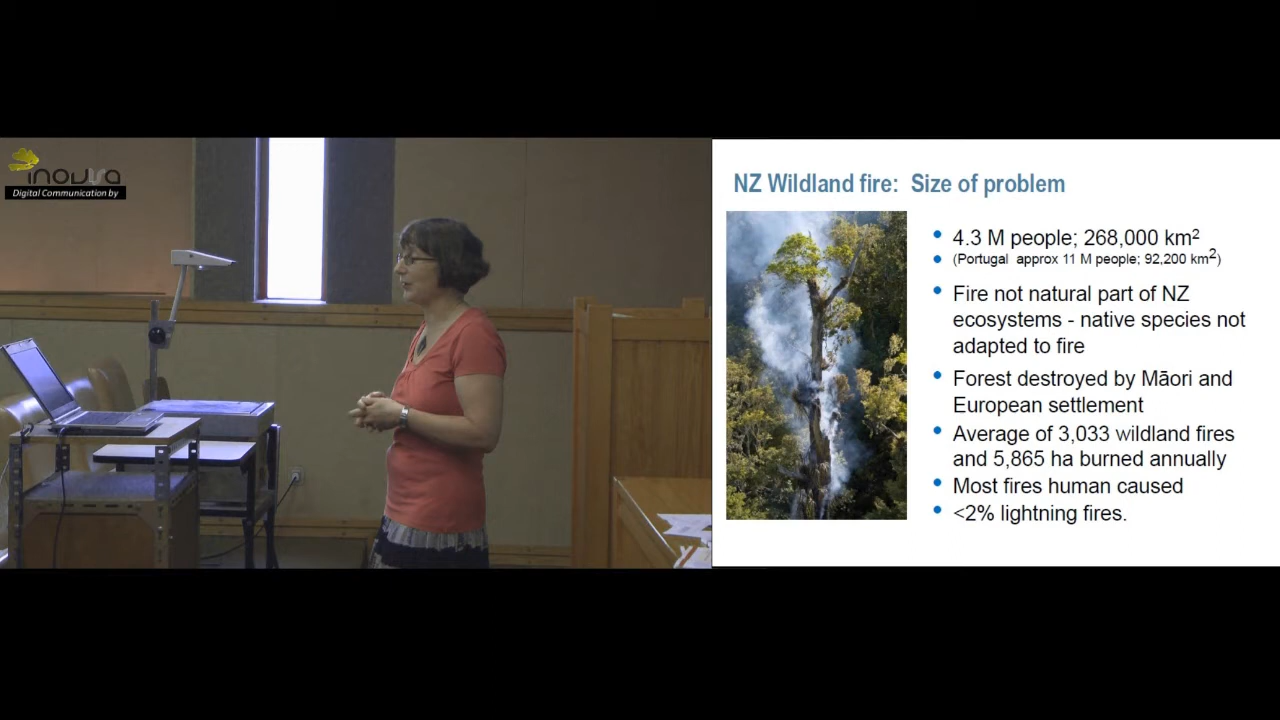 inovia
Digital Communication by
NZ Wildland fire: Size of problem
4.3 M people; 268,000 km²
(Portugal approx 11 M people; 92,200 km²)
Fire not natural part of NZ
ecosystems - native species not
adapted to fire
Forest destroyed by Māori and
European settlement
Average of 3,033 wildland fires
and 5,865 ha burned annually
Most fires human caused
<2% lightning fires.